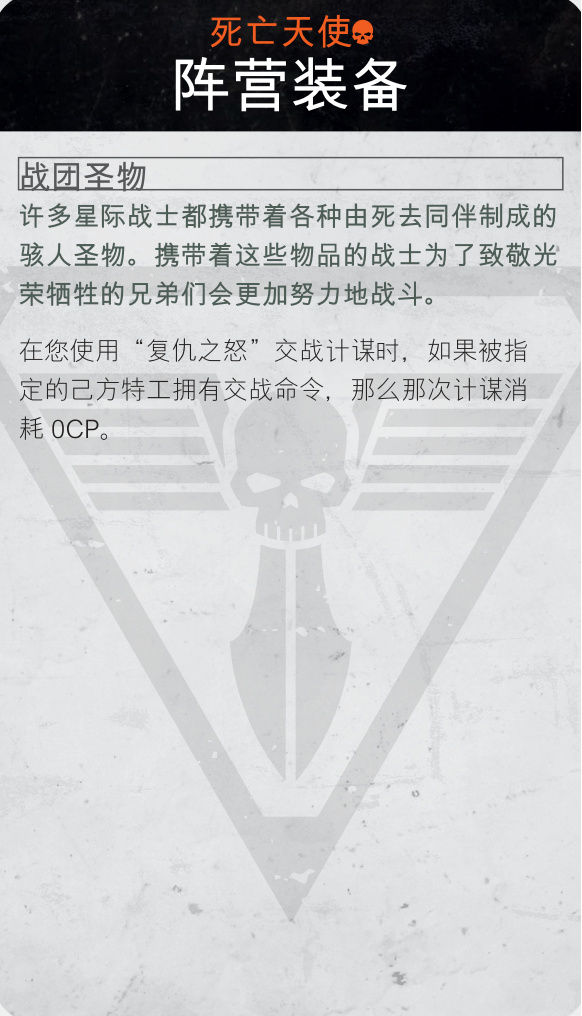 死亡天使
阵营装备
战团圣物
许多星际战士都携带着各种由死去同伴制成的
骇人圣物。携带着这些物品的战士为了致敬光
荣牺牲的兄弟们会更加努力地战斗。
在您使用“复仇之怒”交战计谋时，如果被指
定的己方特工拥有交战命令，那么那次计谋消
耗 0CP。